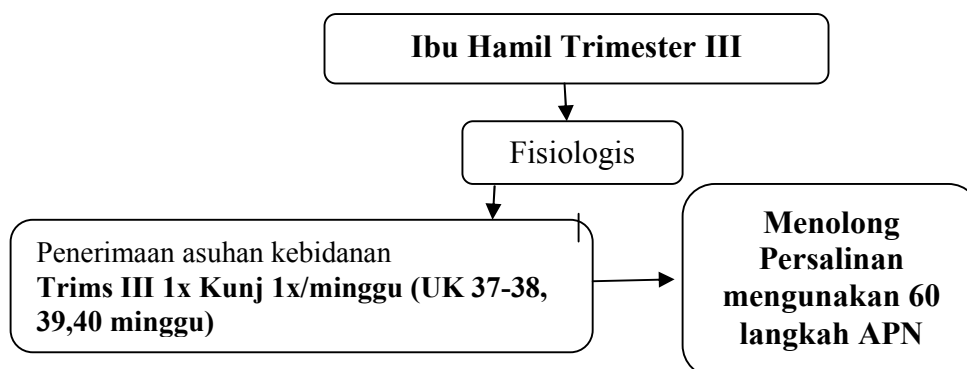 Ibu Hamil Trimester III
Fisiologis
Penerimaan asuhan kebidanan
Trims III 1x Kunj 1x/minggu (UK 37-38,
39,40 minggu)
Menolong
Persalinan
mengunakan 60
langkah APN